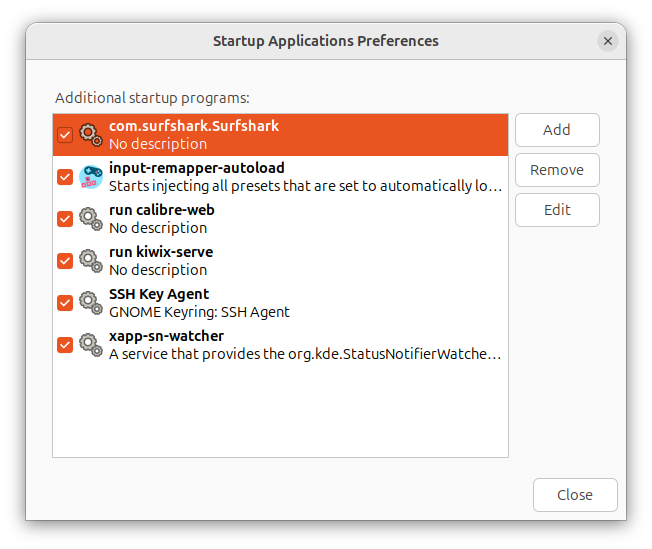 Startup Applications Preferences
Additional startup programs:
com.surfshark.Surfshark
No description
input-remapper-autoload
Starts injecting all presets that are set to automatically lo…
run calibre-web
No description
run kiwix-serve
No description
SSH Key Agent
GNOME Keyring: SSH Agent
xapp-sn-watcher
A service that provides the org.kde.StatusNotifierWatche…
Add
Remove
Edit
Close